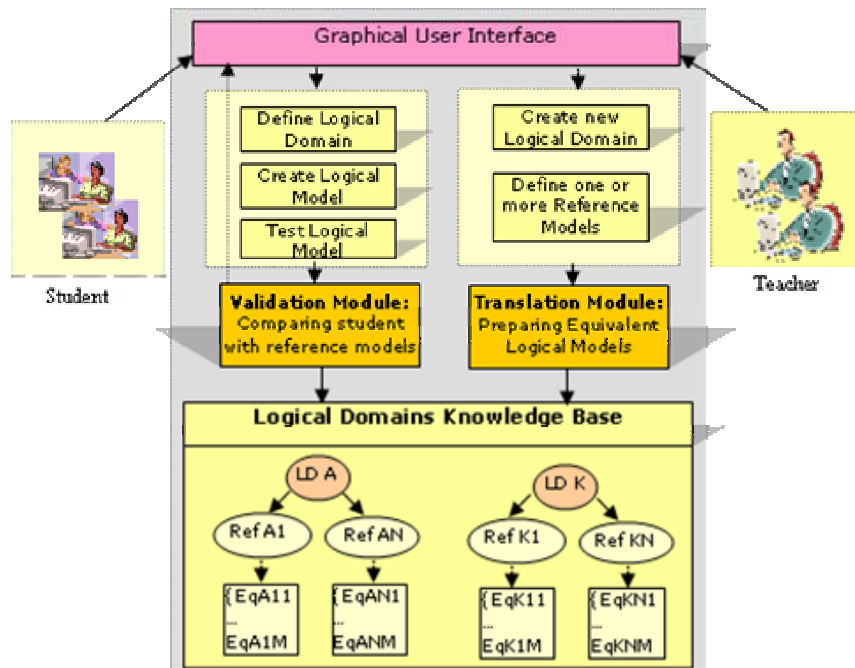 Graphical User Interface
Define Logical
Domain
Create Logical
Model
Test Logical
Model
Create new
Logical Domain
Define one or
more Reference
Models
Student
Teacher
Validation Module:
Comparing student
with reference models
Translation Module:
Preparing Equivalent
Logical Models
Logical Domains Knowledge Base
LD A
LD K
Ref A1
Ref AN
Ref K1
Ref KN
{EqA11
...
EqA1M
{EqAN1
...
EqANM
{EqK11
...
EqK1M
{EqKN1
...
EqKNM